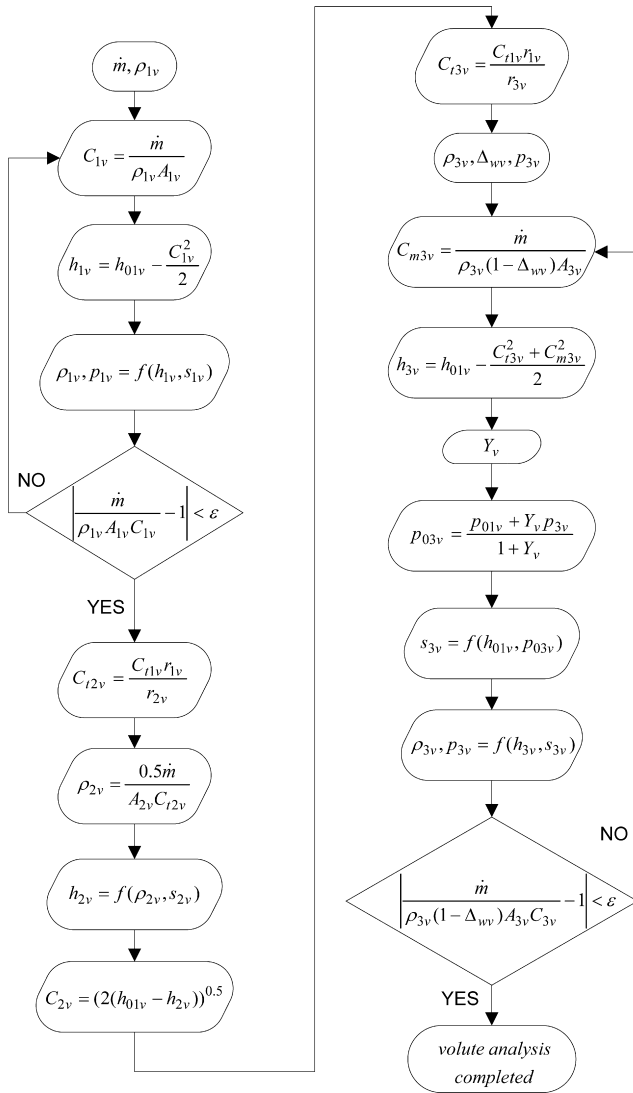 ṁ, ρ₁ᵥ
C₁ᵥ = ṁ / (ρ₁ᵥ A₁ᵥ)
h₁ᵥ = h₀₁ᵥ − C₁ᵥ² / 2
ρ₁ᵥ, p₁ᵥ = f(h₁ᵥ, s₁ᵥ)
NO
|ṁ / (ρ₁ᵥ A₁ᵥ C₁ᵥ) − 1| < ε
YES
Cₜ₂ᵥ = Cₜ₁ᵥ r₁ᵥ / r₂ᵥ
ρ₂ᵥ = 0.5ṁ / (A₂ᵥ Cₜ₂ᵥ)
h₂ᵥ = f(ρ₂ᵥ, s₂ᵥ)
C₂ᵥ = (2(h₀₁ᵥ − h₂ᵥ))^0.5
Cₜ₃ᵥ = Cₜ₁ᵥ r₁ᵥ / r₃ᵥ
ρ₃ᵥ, Δ_wv, p₃ᵥ
Cₘ₃ᵥ = ṁ / (ρ₃ᵥ (1 − Δ_wv) A₃ᵥ)
h₃ᵥ = h₀₁ᵥ − (Cₜ₃ᵥ² + Cₘ₃ᵥ²) / 2
Yᵥ
p₀₃ᵥ = (p₀₁ᵥ + Yᵥ p₃ᵥ) / (1 + Yᵥ)
s₃ᵥ = f(h₀₁ᵥ, p₀₃ᵥ)
ρ₃ᵥ, p₃ᵥ = f(h₃ᵥ, s₃ᵥ)
NO
|ṁ / (ρ₃ᵥ (1 − Δ_wv) A₃ᵥ C₃ᵥ) − 1| < ε
YES
volute analysis
completed